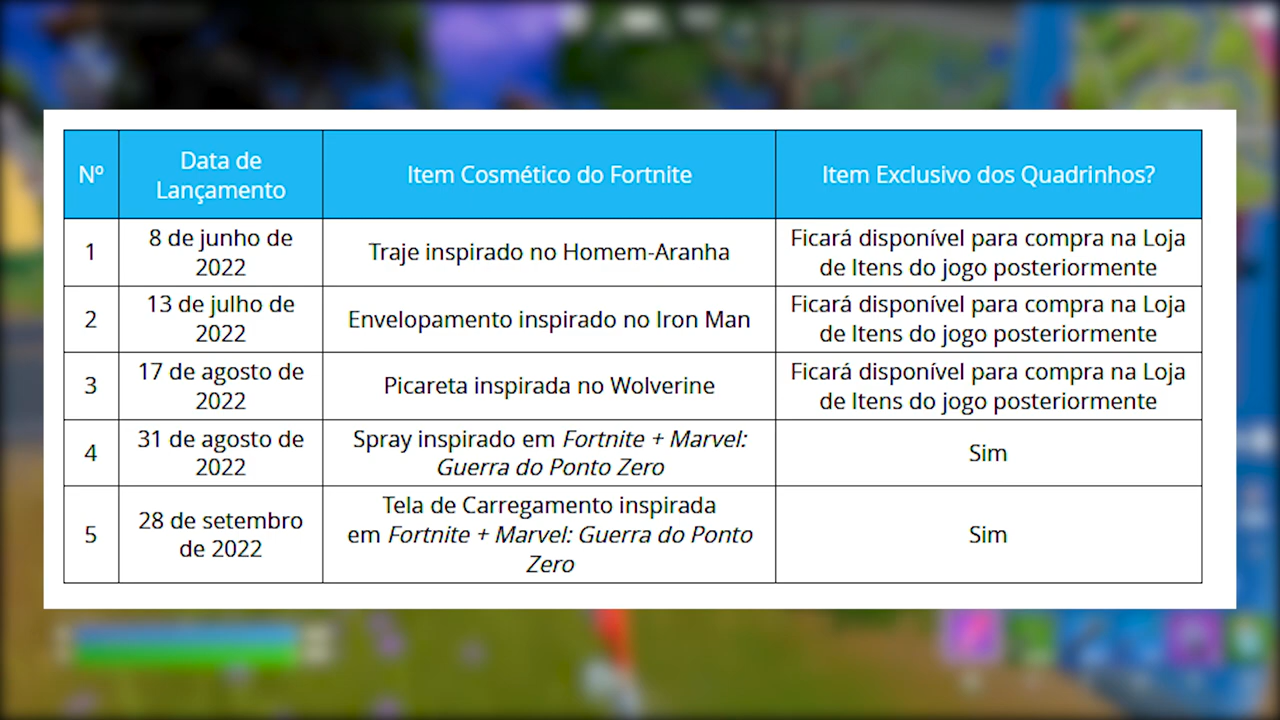 Nº
Data de
Lançamento
Item Cosmético do Fortnite
Item Exclusivo dos Quadrinhos?
1
8 de junho de
2022
Traje inspirado no Homem-Aranha
Ficará disponível para compra na Loja
de Itens do jogo posteriormente
2
13 de julho de
2022
Envelopamento inspirado no Iron Man
Ficará disponível para compra na Loja
de Itens do jogo posteriormente
3
17 de agosto de
2022
Picareta inspirada no Wolverine
Ficará disponível para compra na Loja
de Itens do jogo posteriormente
4
31 de agosto de
2022
Spray inspirado em Fortnite + Marvel:
Guerra do Ponto Zero
Sim
5
28 de setembro
de 2022
Tela de Carregamento inspirada
em Fortnite + Marvel: Guerra do Ponto
Zero
Sim